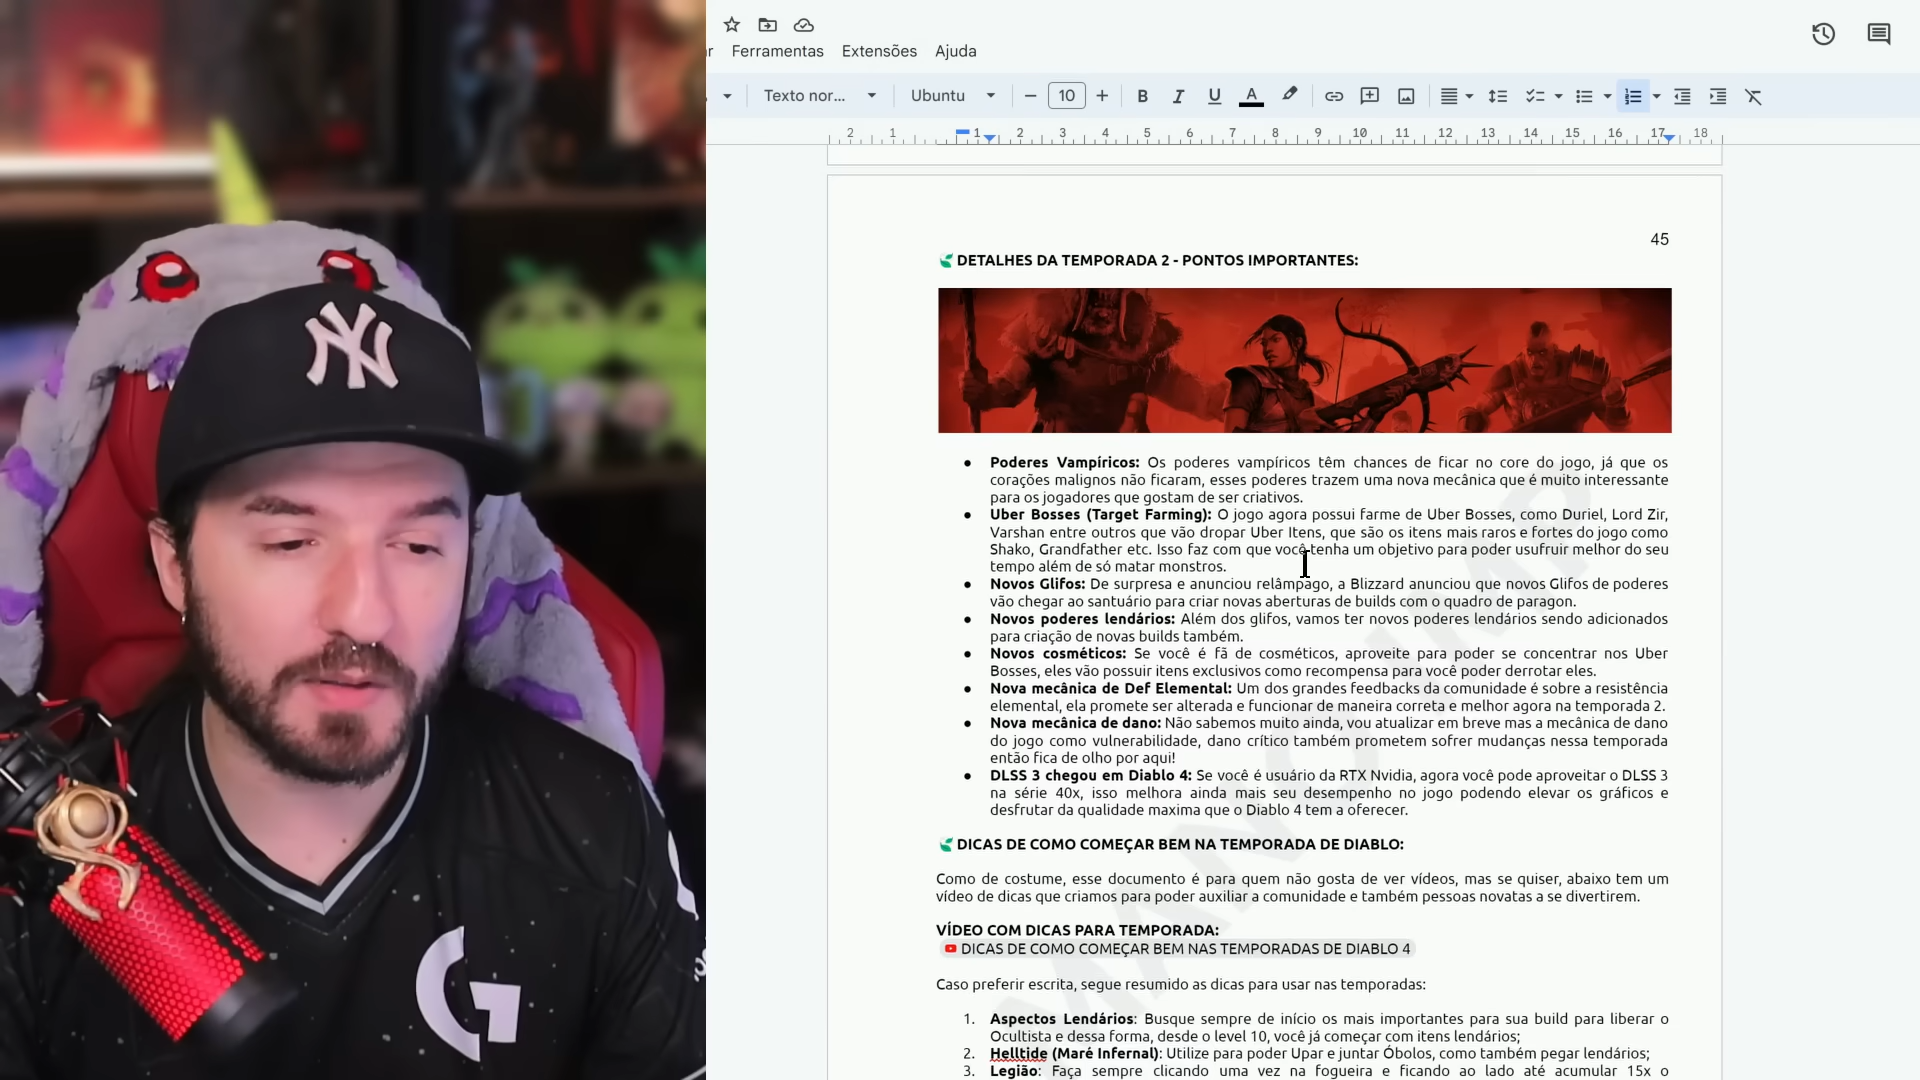 Ferramentas Extensões Ajuda
Texto nor... Ubuntu 10
2 1 1 2 3 4 5 6 7 8 9 10 11 12 13 14 15 16 17 18
45
DETALHES DA TEMPORADA 2 - PONTOS IMPORTANTES:
● Poderes Vampíricos: Os poderes vampíricos têm chances de ficar no core do jogo, já que os
corações malignos não ficaram, esses poderes trazem uma nova mecânica que é muito interessante
para os jogadores que gostam de ser criativos.
● Uber Bosses (Target Farming): O jogo agora possui farme de Uber Bosses, como Duriel, Lord Zir,
Varshan entre outros que vão dropar Uber Itens, que são os itens mais raros e fortes do jogo como
Shako, Grandfather etc. Isso faz com que você tenha um objetivo para poder usufruir melhor do seu
tempo além de só matar monstros.
● Novos Glifos: De surpresa e anunciou relâmpago, a Blizzard anunciou que novos Glifos de poderes
vão chegar ao santuário para criar novas aberturas de builds com o quadro de paragon.
● Novos poderes lendários: Além dos glifos, vamos ter novos poderes lendários sendo adicionados
para criação de novas builds também.
● Novos cosméticos: Se você é fã de cosméticos, aproveite para poder se concentrar nos Uber
Bosses, eles vão possuir itens exclusivos como recompensa para você poder derrotar eles.
● Nova mecânica de Def Elemental: Um dos grandes feedbacks da comunidade é sobre a resistência
elemental, ela promete ser alterada e funcionar de maneira correta e melhor agora na temporada 2.
● Nova mecânica de dano: Não sabemos muito ainda, vou atualizar em breve mas a mecânica de dano
do jogo como vulnerabilidade, dano crítico também prometem sofrer mudanças nessa temporada
então fica de olho por aqui!
● DLSS 3 chegou em Diablo 4: Se você é usuário da RTX Nvidia, agora você pode aproveitar o DLSS 3
na série 40x, isso melhora ainda mais seu desempenho no jogo podendo elevar os gráficos e
desfrutar da qualidade maxima que o Diablo 4 tem a oferecer.
DICAS DE COMO COMEÇAR BEM NA TEMPORADA DE DIABLO:
Como de costume, esse documento é para quem não gosta de ver vídeos, mas se quiser, abaixo tem um
vídeo de dicas que criamos para poder auxiliar a comunidade e também pessoas novatas a se divertirem.
VÍDEO COM DICAS PARA TEMPORADA:
DICAS DE COMO COMEÇAR BEM NAS TEMPORADAS DE DIABLO 4
Caso preferir escrita, segue resumido as dicas para usar nas temporadas:
1. Aspectos Lendários: Busque sempre de início os mais importantes para sua build para liberar o
Ocultista e dessa forma, desde o level 10, você já começar com itens lendários;
2. Helltide (Maré Infernal): Utilize para poder Upar e juntar Óbolos, como também pegar lendários;
3. Legião: Faça sempre clicando uma vez na fogueira e ficando ao lado até acumular 15x o
NY
G